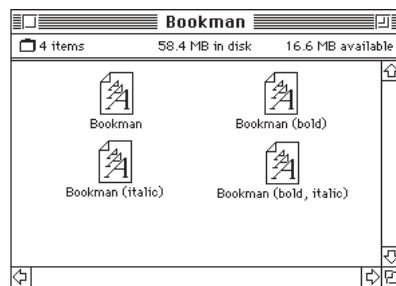 Bookman
4 items 58.4 MB in disk 16.6 MB available
Bookman Bookman (bold)
Bookman (italic) Bookman (bold, italic)